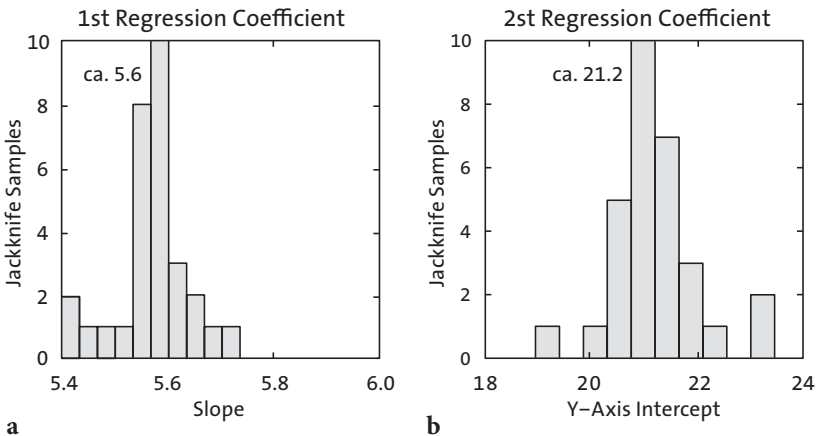 1st Regression Coefficient
10
8
6
4
2
0
Jackknife Samples
ca. 5.6
5.4
5.6
5.8
6.0
Slope
a
2st Regression Coefficient
10
8
6
4
2
0
Jackknife Samples
ca. 21.2
18
20
22
24
Y–Axis Intercept
b